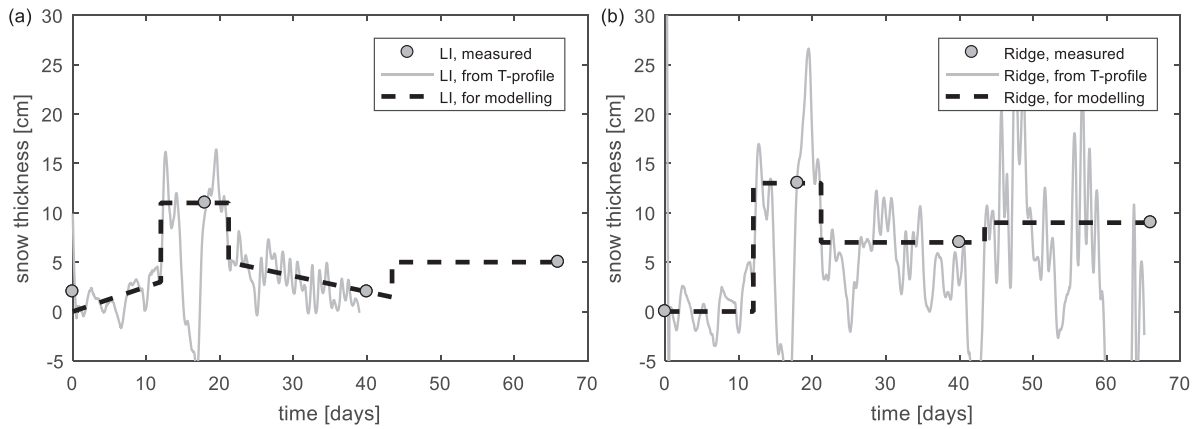 (a)
30
25
20
15
10
5
0
-5
snow thickness [cm]
LI, measured
LI, from T-profile
LI, for modelling
0 10 20 30 40 50 60 70
time [days]
(b)
30
25
20
15
10
5
0
-5
snow thickness [cm]
Ridge, measured
Ridge, from T-profile
Ridge, for modelling
0 10 20 30 40 50 60 70
time [days]